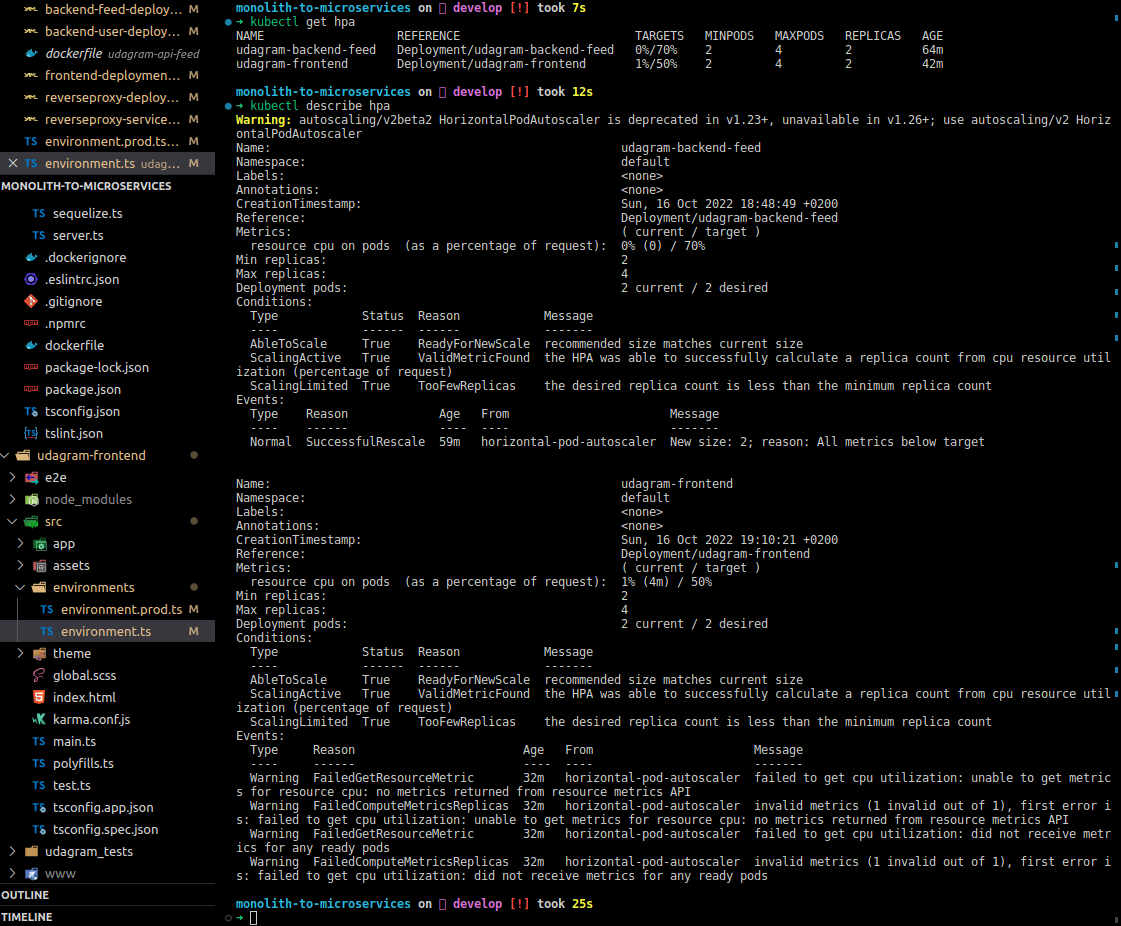 backend-feed-deploy... M
backend-user-deploy... M
dockerfile udagram-api-feed
frontend-deploymen... M
reverseproxy-deploy... M
reverseproxy-service... M
TS environment.prod.ts... M
TS environment.ts udag... M
MONOLITH-TO-MICROSERVICES
TS sequelize.ts
TS server.ts
.dockerignore
.eslintrc.json
.gitignore
.npmrc
dockerfile
package-lock.json
package.json
tsconfig.json
tslint.json
udagram-frontend
e2e
node_modules
src
app
assets
environments
TS environment.prod.ts M
TS environment.ts M
theme
global.scss
index.html
karma.conf.js
TS main.ts
TS polyfills.ts
TS test.ts
tsconfig.app.json
tsconfig.spec.json
udagram_tests
www
OUTLINE
TIMELINE
monolith-to-microservices on develop [!] took 7s
→ kubectl get hpa
NAME REFERENCE TARGETS MINPODS MAXPODS REPLICAS AGE
udagram-backend-feed Deployment/udagram-backend-feed 0%/70% 2 4 2 64m
udagram-frontend Deployment/udagram-frontend 1%/50% 2 4 2 42m
monolith-to-microservices on develop [!] took 12s
→ kubectl describe hpa
Warning: autoscaling/v2beta2 HorizontalPodAutoscaler is deprecated in v1.23+, unavailable in v1.26+; use autoscaling/v2 Horiz
ontalPodAutoscaler
Name: udagram-backend-feed
Namespace: default
Labels: <none>
Annotations: <none>
CreationTimestamp: Sun, 16 Oct 2022 18:48:49 +0200
Reference: Deployment/udagram-backend-feed
Metrics: ( current / target )
resource cpu on pods (as a percentage of request): 0% (0) / 70%
Min replicas: 2
Max replicas: 4
Deployment pods: 2 current / 2 desired
Conditions:
Type Status Reason Message
---- ------ ------ -------
AbleToScale True ReadyForNewScale recommended size matches current size
ScalingActive True ValidMetricFound the HPA was able to successfully calculate a replica count from cpu resource util
ization (percentage of request)
ScalingLimited True TooFewReplicas the desired replica count is less than the minimum replica count
Events:
Type Reason Age From Message
---- ------ ---- ---- -------
Normal SuccessfulRescale 59m horizontal-pod-autoscaler New size: 2; reason: All metrics below target
Name: udagram-frontend
Namespace: default
Labels: <none>
Annotations: <none>
CreationTimestamp: Sun, 16 Oct 2022 19:10:21 +0200
Reference: Deployment/udagram-frontend
Metrics: ( current / target )
resource cpu on pods (as a percentage of request): 1% (4m) / 50%
Min replicas: 2
Max replicas: 4
Deployment pods: 2 current / 2 desired
Conditions:
Type Status Reason Message
---- ------ ------ -------
AbleToScale True ReadyForNewScale recommended size matches current size
ScalingActive True ValidMetricFound the HPA was able to successfully calculate a replica count from cpu resource util
ization (percentage of request)
ScalingLimited True TooFewReplicas the desired replica count is less than the minimum replica count
Events:
Type Reason Age From Message
---- ------ ---- ---- -------
Warning FailedGetResourceMetric 32m horizontal-pod-autoscaler failed to get cpu utilization: unable to get metric
s for resource cpu: no metrics returned from resource metrics API
Warning FailedComputeMetricsReplicas 32m horizontal-pod-autoscaler invalid metrics (1 invalid out of 1), first error i
s: failed to get cpu utilization: unable to get metrics for resource cpu: no metrics returned from resource metrics API
Warning FailedGetResourceMetric 32m horizontal-pod-autoscaler failed to get cpu utilization: did not receive metr
ics for any ready pods
Warning FailedComputeMetricsReplicas 32m horizontal-pod-autoscaler invalid metrics (1 invalid out of 1), first error i
s: failed to get cpu utilization: did not receive metrics for any ready pods
monolith-to-microservices on develop [!] took 25s
→